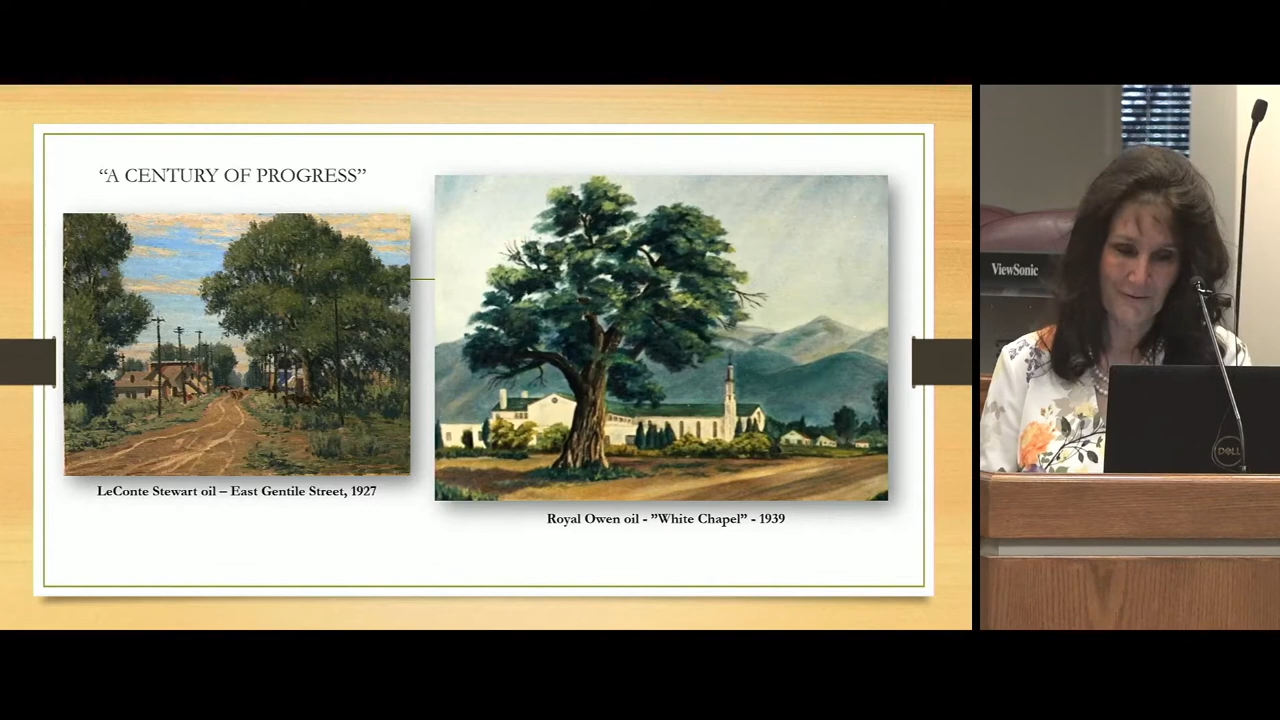 “A CENTURY OF PROGRESS”
LeConte Stewart oil – East Gentile Street, 1927
Royal Owen oil - ”White Chapel” - 1939
ViewSonic
DELL